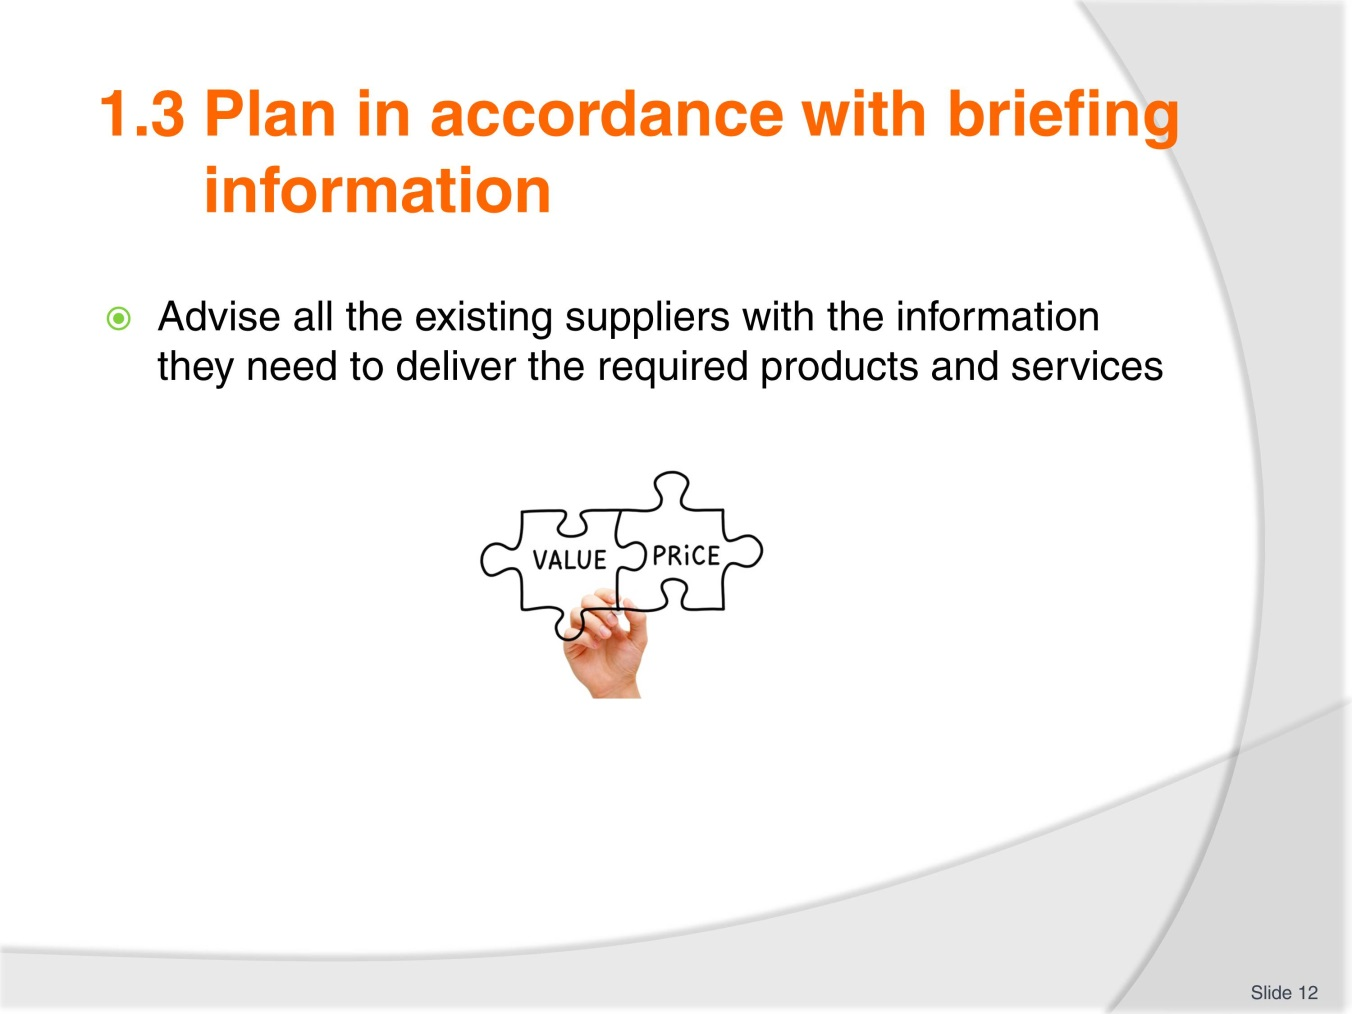 1.3 Plan in accordance with briefing
information
Advise all the existing suppliers with the information
they need to deliver the required products and services
VALUE PRiCE
Slide 12